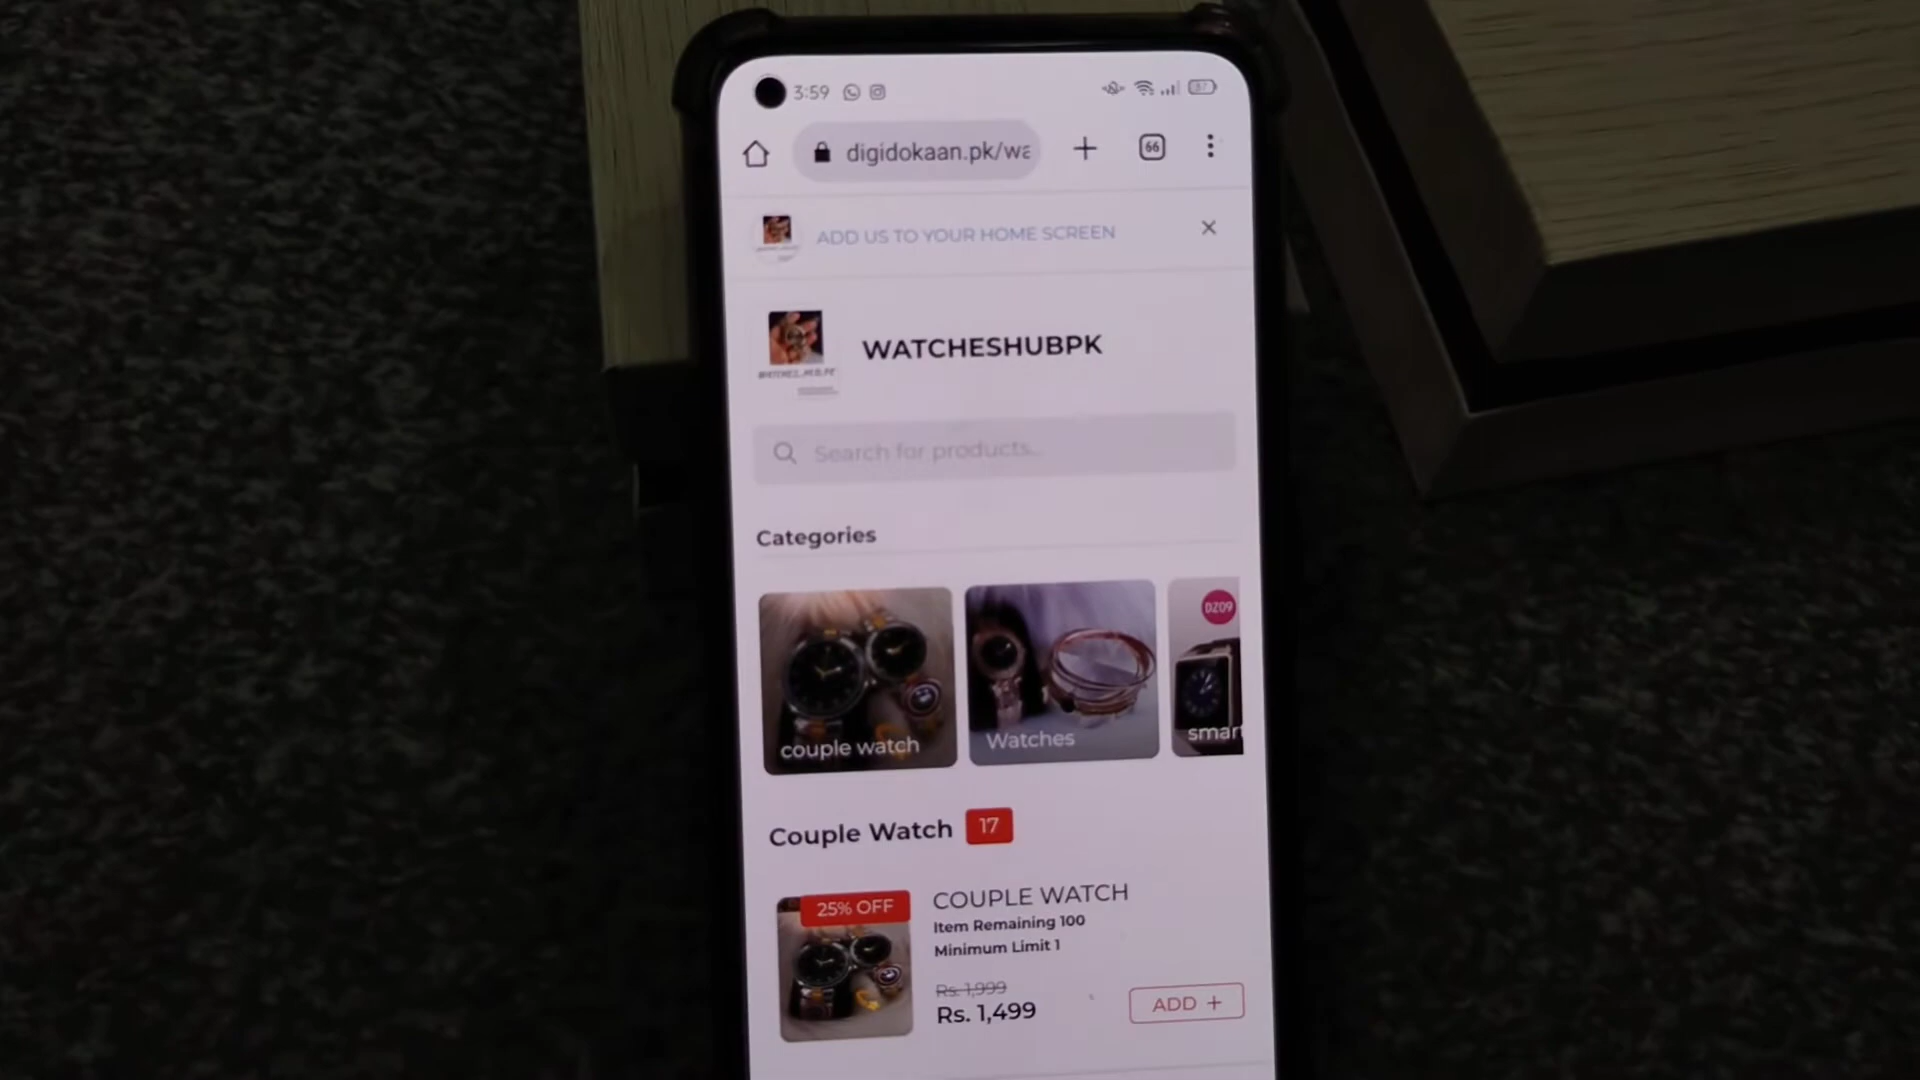 3:59
87
digidokaan.pk/wa
66
ADD US TO YOUR HOME SCREEN
WATCHESHUBPK
Search for products...
Categories
couple watch
Watches
DZ09
smar
Couple Watch 17
25% OFF
COUPLE WATCH
Item Remaining 100
Minimum Limit 1
Rs. 1,999
Rs. 1,499
ADD +